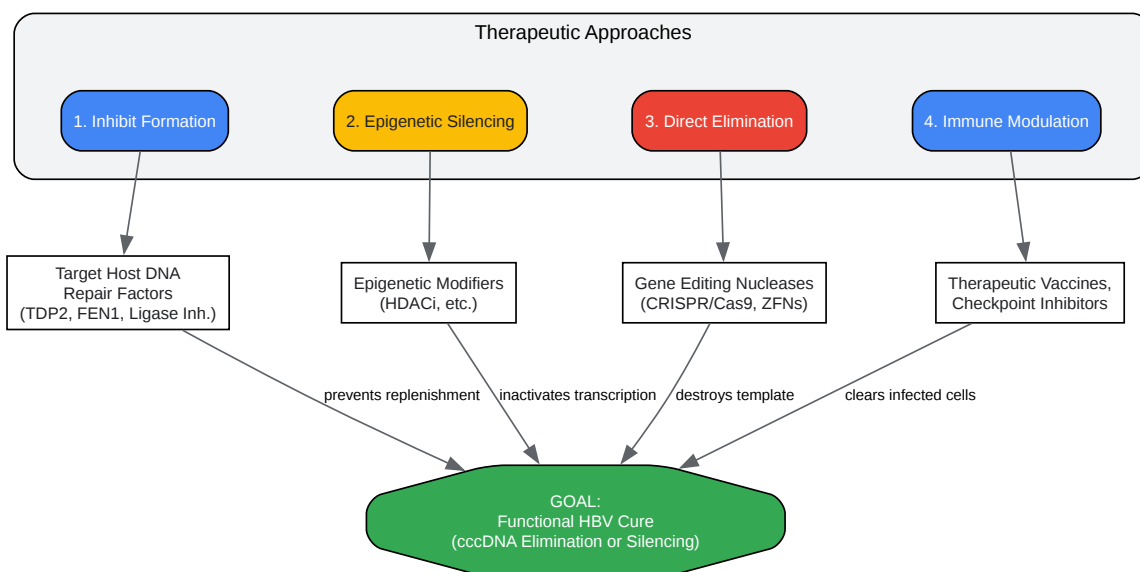 Therapeutic Approaches
1. Inhibit Formation
2. Epigenetic Silencing
3. Direct Elimination
4. Immune Modulation
Target Host DNA
Repair Factors
(TDP2, FEN1, Ligase Inh.)
Epigenetic Modifiers
(HDACi, etc.)
Gene Editing Nucleases
(CRISPR/Cas9, ZFNs)
Therapeutic Vaccines,
Checkpoint Inhibitors
prevents replenishment
inactivates transcription
destroys template
clears infected cells
GOAL:
Functional HBV Cure
(cccDNA Elimination or Silencing)